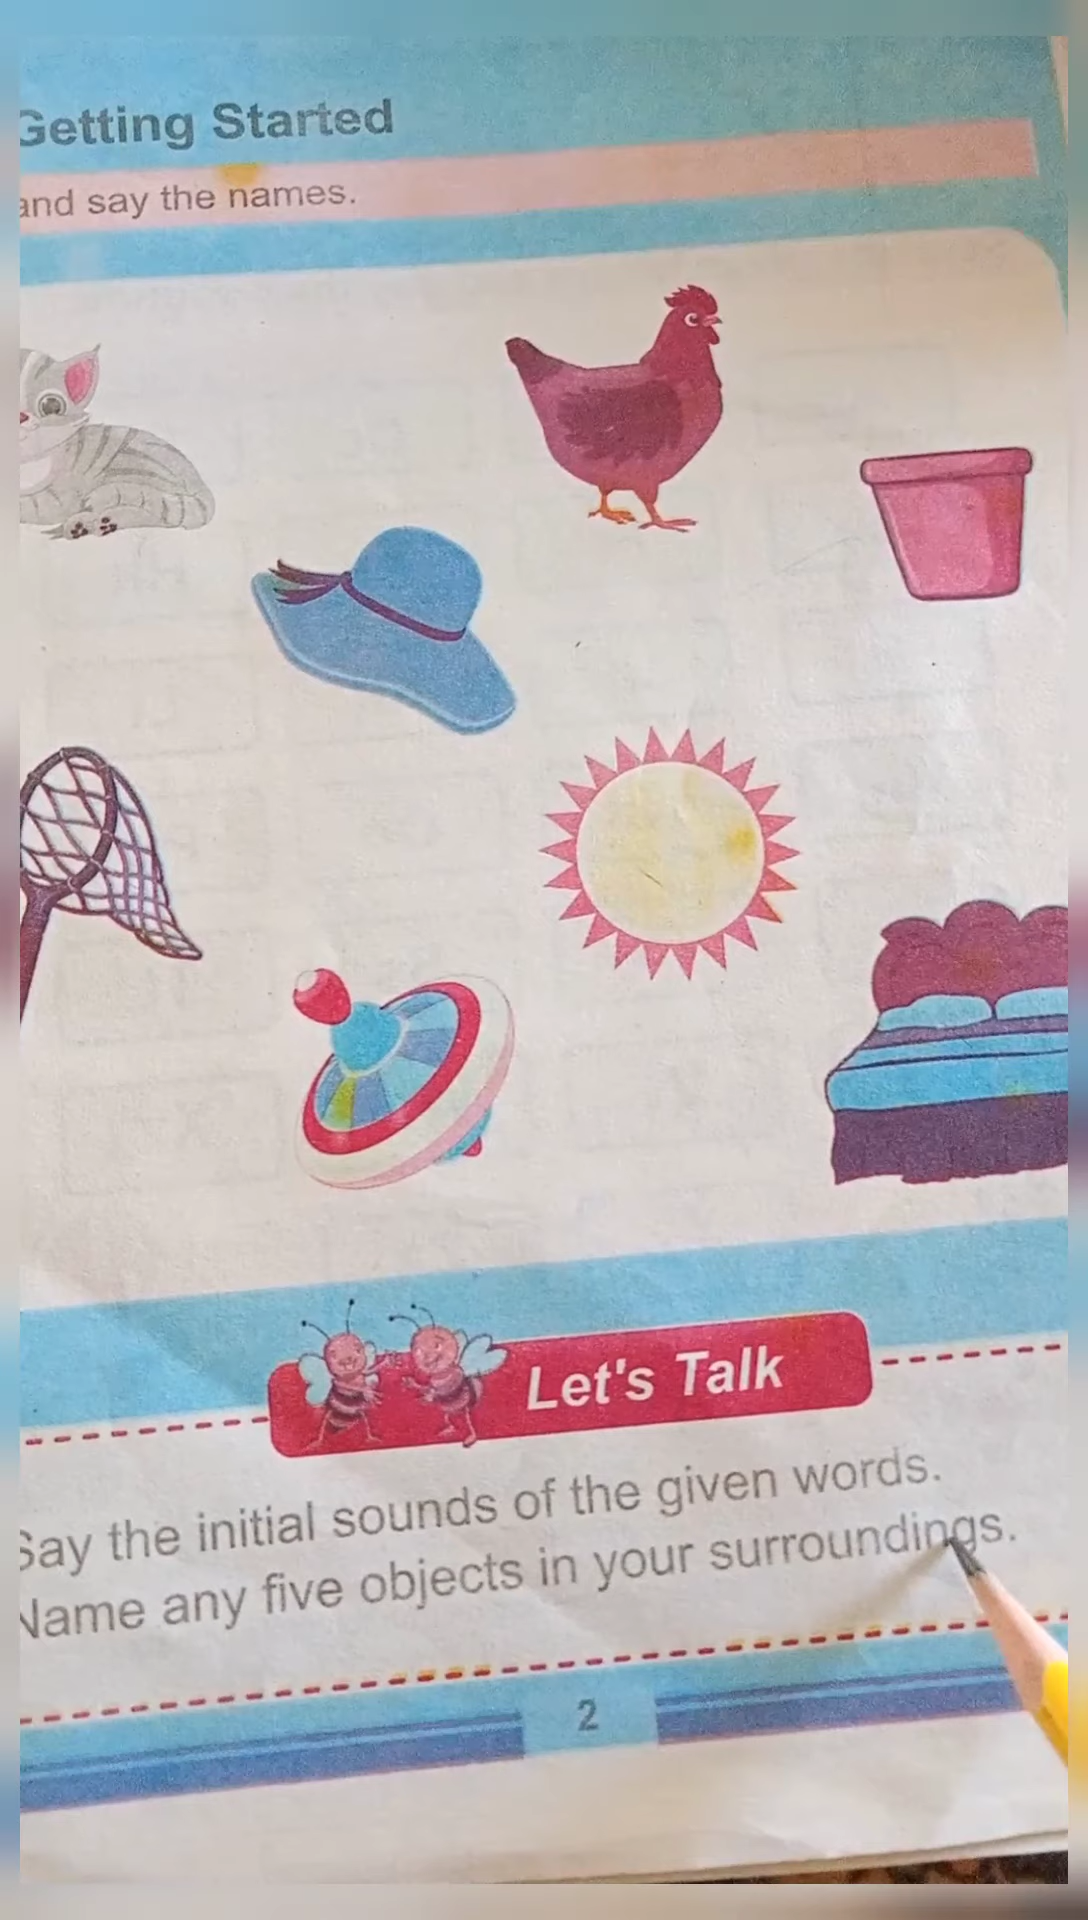 Getting Started
and say the names.
Let's Talk
Say the initial sounds of the given words.
Name any five objects in your surroundings.
2